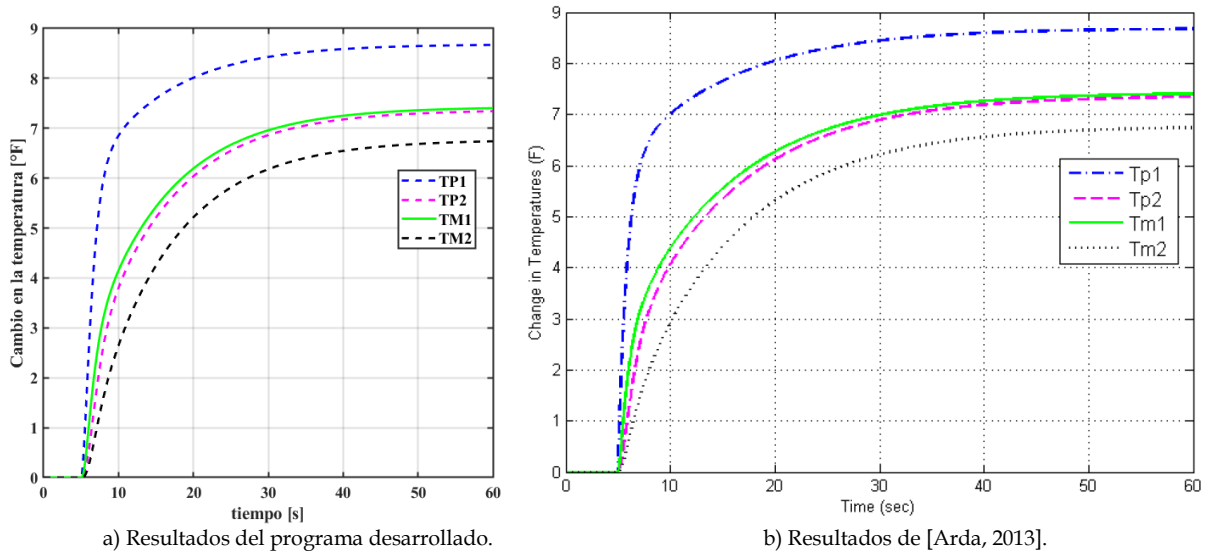 9
8
7
6
5
4
3
2
1
0
Cambio en la temperatura [°F]
0 10 20 30 40 50 60
tiempo [s]
TP1
TP2
TM1
TM2
a) Resultados del programa desarrollado.
10
9
8
7
6
5
4
3
2
1
0
Change in Temperatures (F)
0 10 20 30 40 50 60
Time (sec)
Tp1
Tp2
Tm1
Tm2
b) Resultados de [Arda, 2013].